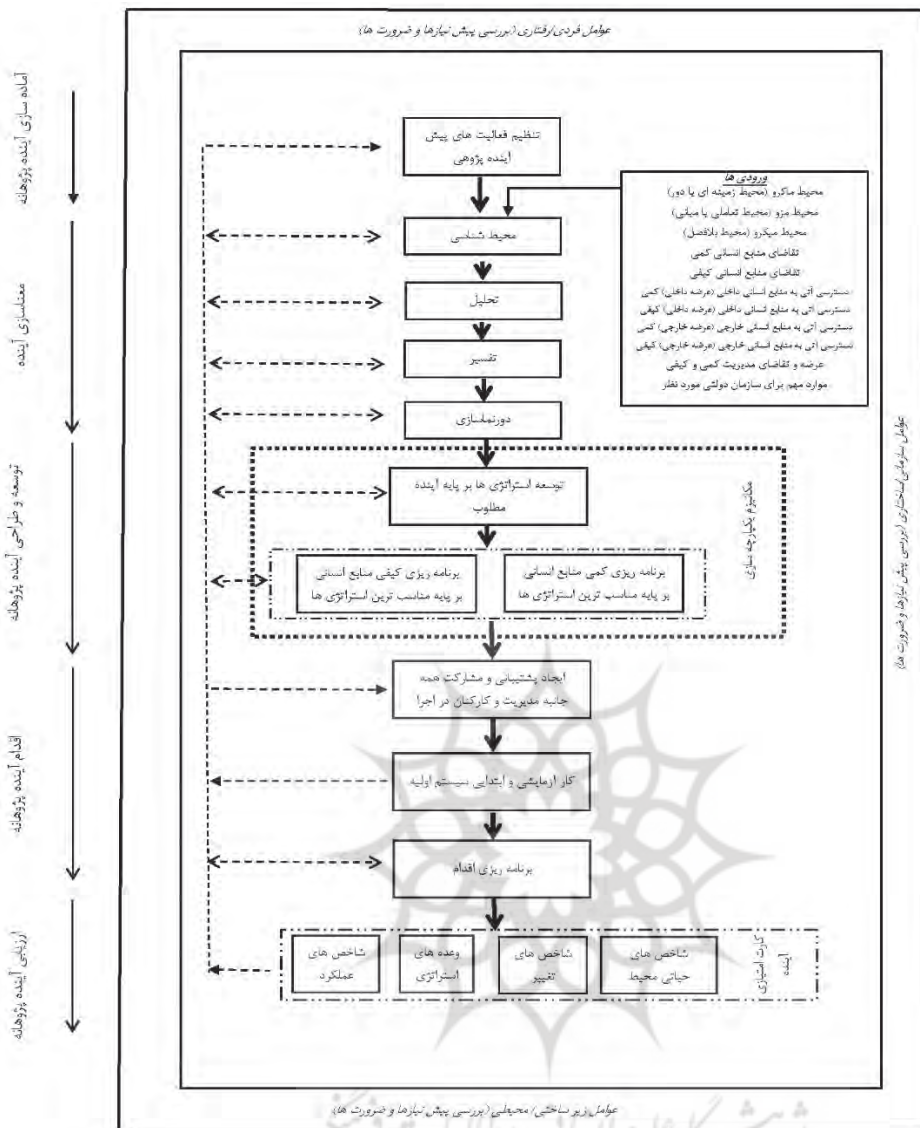 عوامل فردی/رفتاری (بررسی پیش نیازها و ضرورت ها)
آماده سازی آینده پژوهانه
معناسازی آینده
توسعه و طراحی آینده پژوهانه
اقدام آینده پژوهانه
ارزیابی آینده پژوهانه
تنظیم فعالیت های پیش
آینده پژوهی
ورودی ها
محیط ماکرو (محیط زمینه ای یا دور)
محیط مزو (محیط تعاملی یا میانی)
محیط میکرو (محیط بلافصل)
تقاضای منابع انسانی کمی
تقاضای منابع انسانی کیفی
دسترسی آتی به منابع انسانی داخلی (عرضه داخلی) کمی
دسترسی آتی به منابع انسانی داخلی (عرضه داخلی) کیفی
دسترسی آتی به منابع انسانی خارجی (عرضه خارجی) کمی
دسترسی آتی به منابع انسانی خارجی (عرضه خارجی) کیفی
عرضه و تقاضای مدیریت کمی و کیفی
موارد مهم برای سازمان دولتی مورد نظر
محیط شناسی
تحلیل
تفسیر
دورنماسازی
توسعه استراتژی ها بر پایه آینده
مطلوب
مکانیزم یکپارچه سازی
برنامه ریزی کمی منابع انسانی
بر پایه مناسب ترین استراتژی ها
برنامه ریزی کیفی منابع انسانی
بر پایه مناسب ترین استراتژی ها
ایجاد پشتیبانی و مشارکت همه
جانبه مدیریت و کارکنان در اجرا
کار ازمایشی و ابتدایی سیستم اولیه
برنامه ریزی اقدام
کارت امتیازی
آینده
شاخص های
حیاتی محیط
شاخص های
تغییر
وعده های
استراتژی
شاخص های
عملکرد
عوامل سازمانی/ساختاری (بررسی پیش نیازها و ضرورت ها)
عوامل زیر ساختی/ محیطی (بررسی پیش نیازها و ضرورت ها)